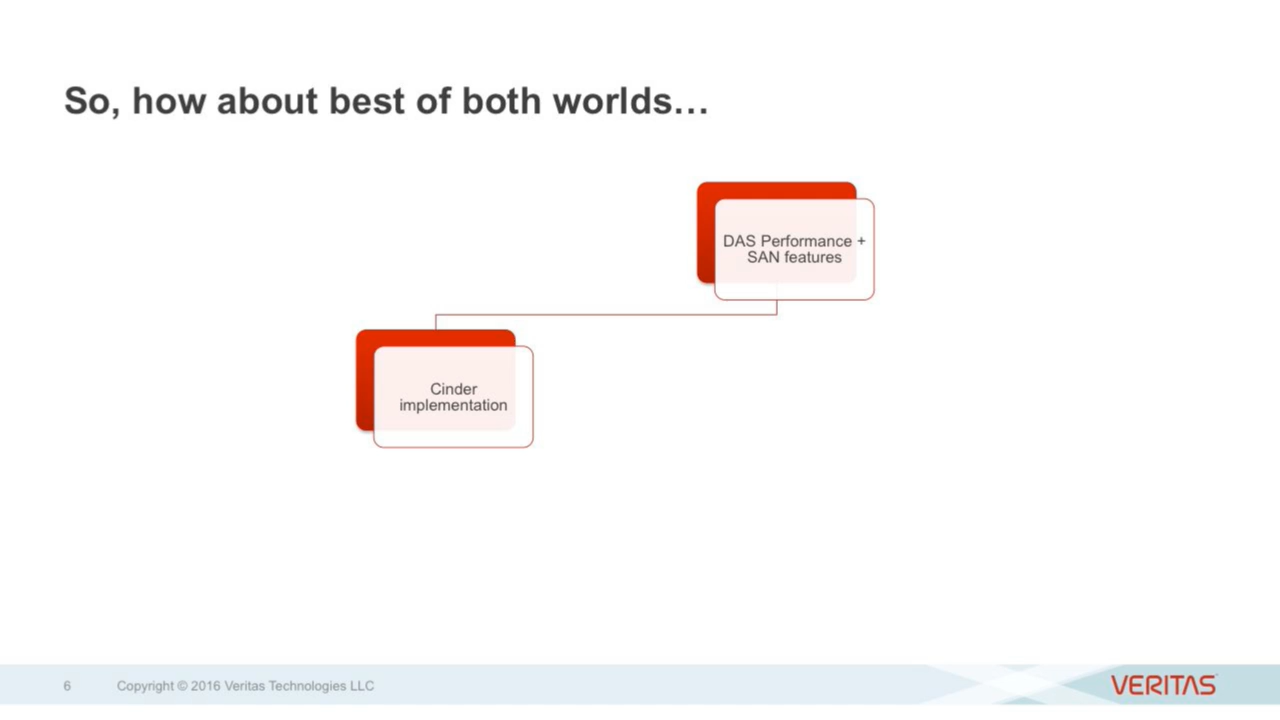 So, how about best of both worlds…
DAS Performance +
SAN features
Cinder
implementation
6
Copyright © 2016 Veritas Technologies LLC
VERITAS